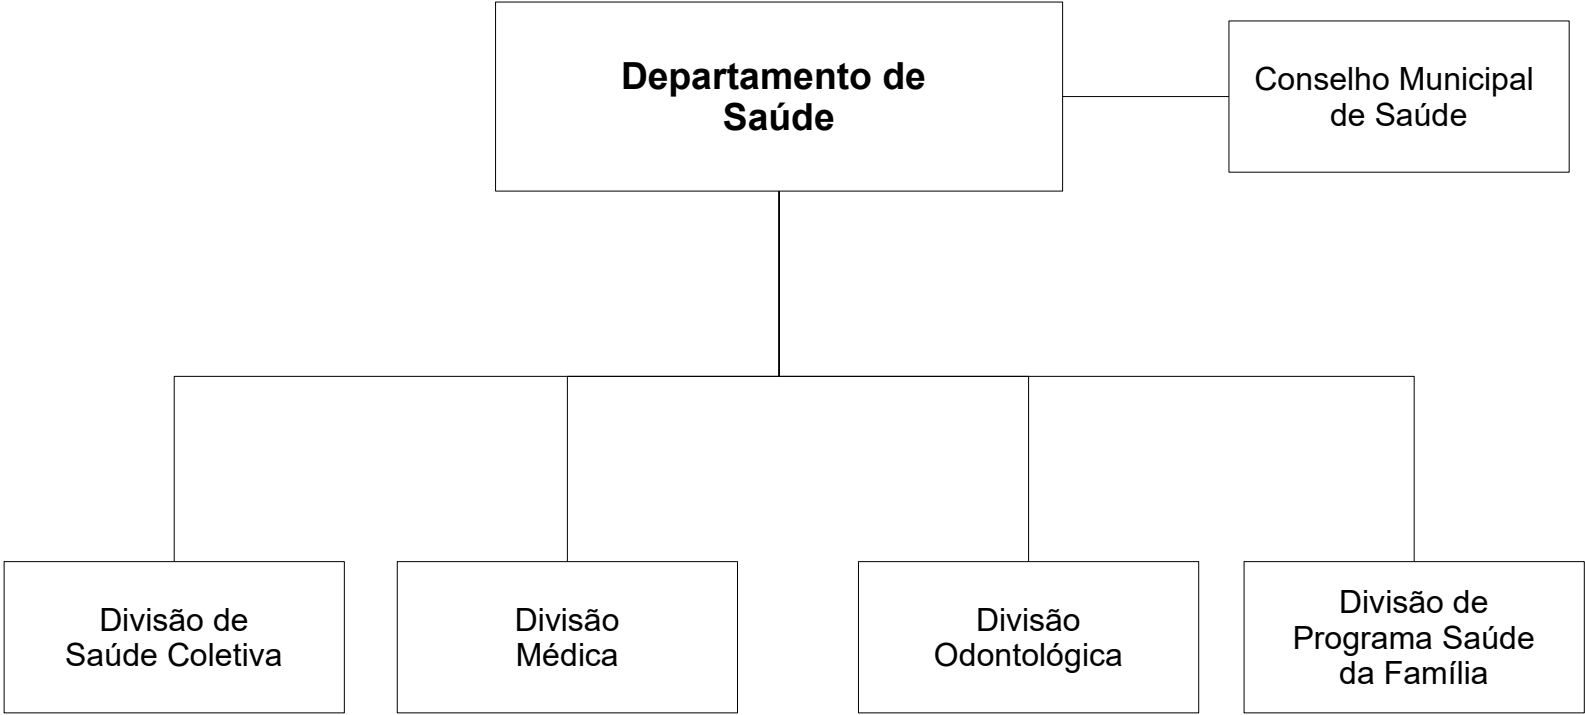 Departamento de
Saúde
Conselho Municipal
de Saúde
Divisão de
Saúde Coletiva
Divisão
Médica
Divisão
Odontológica
Divisão de
Programa Saúde
da Família